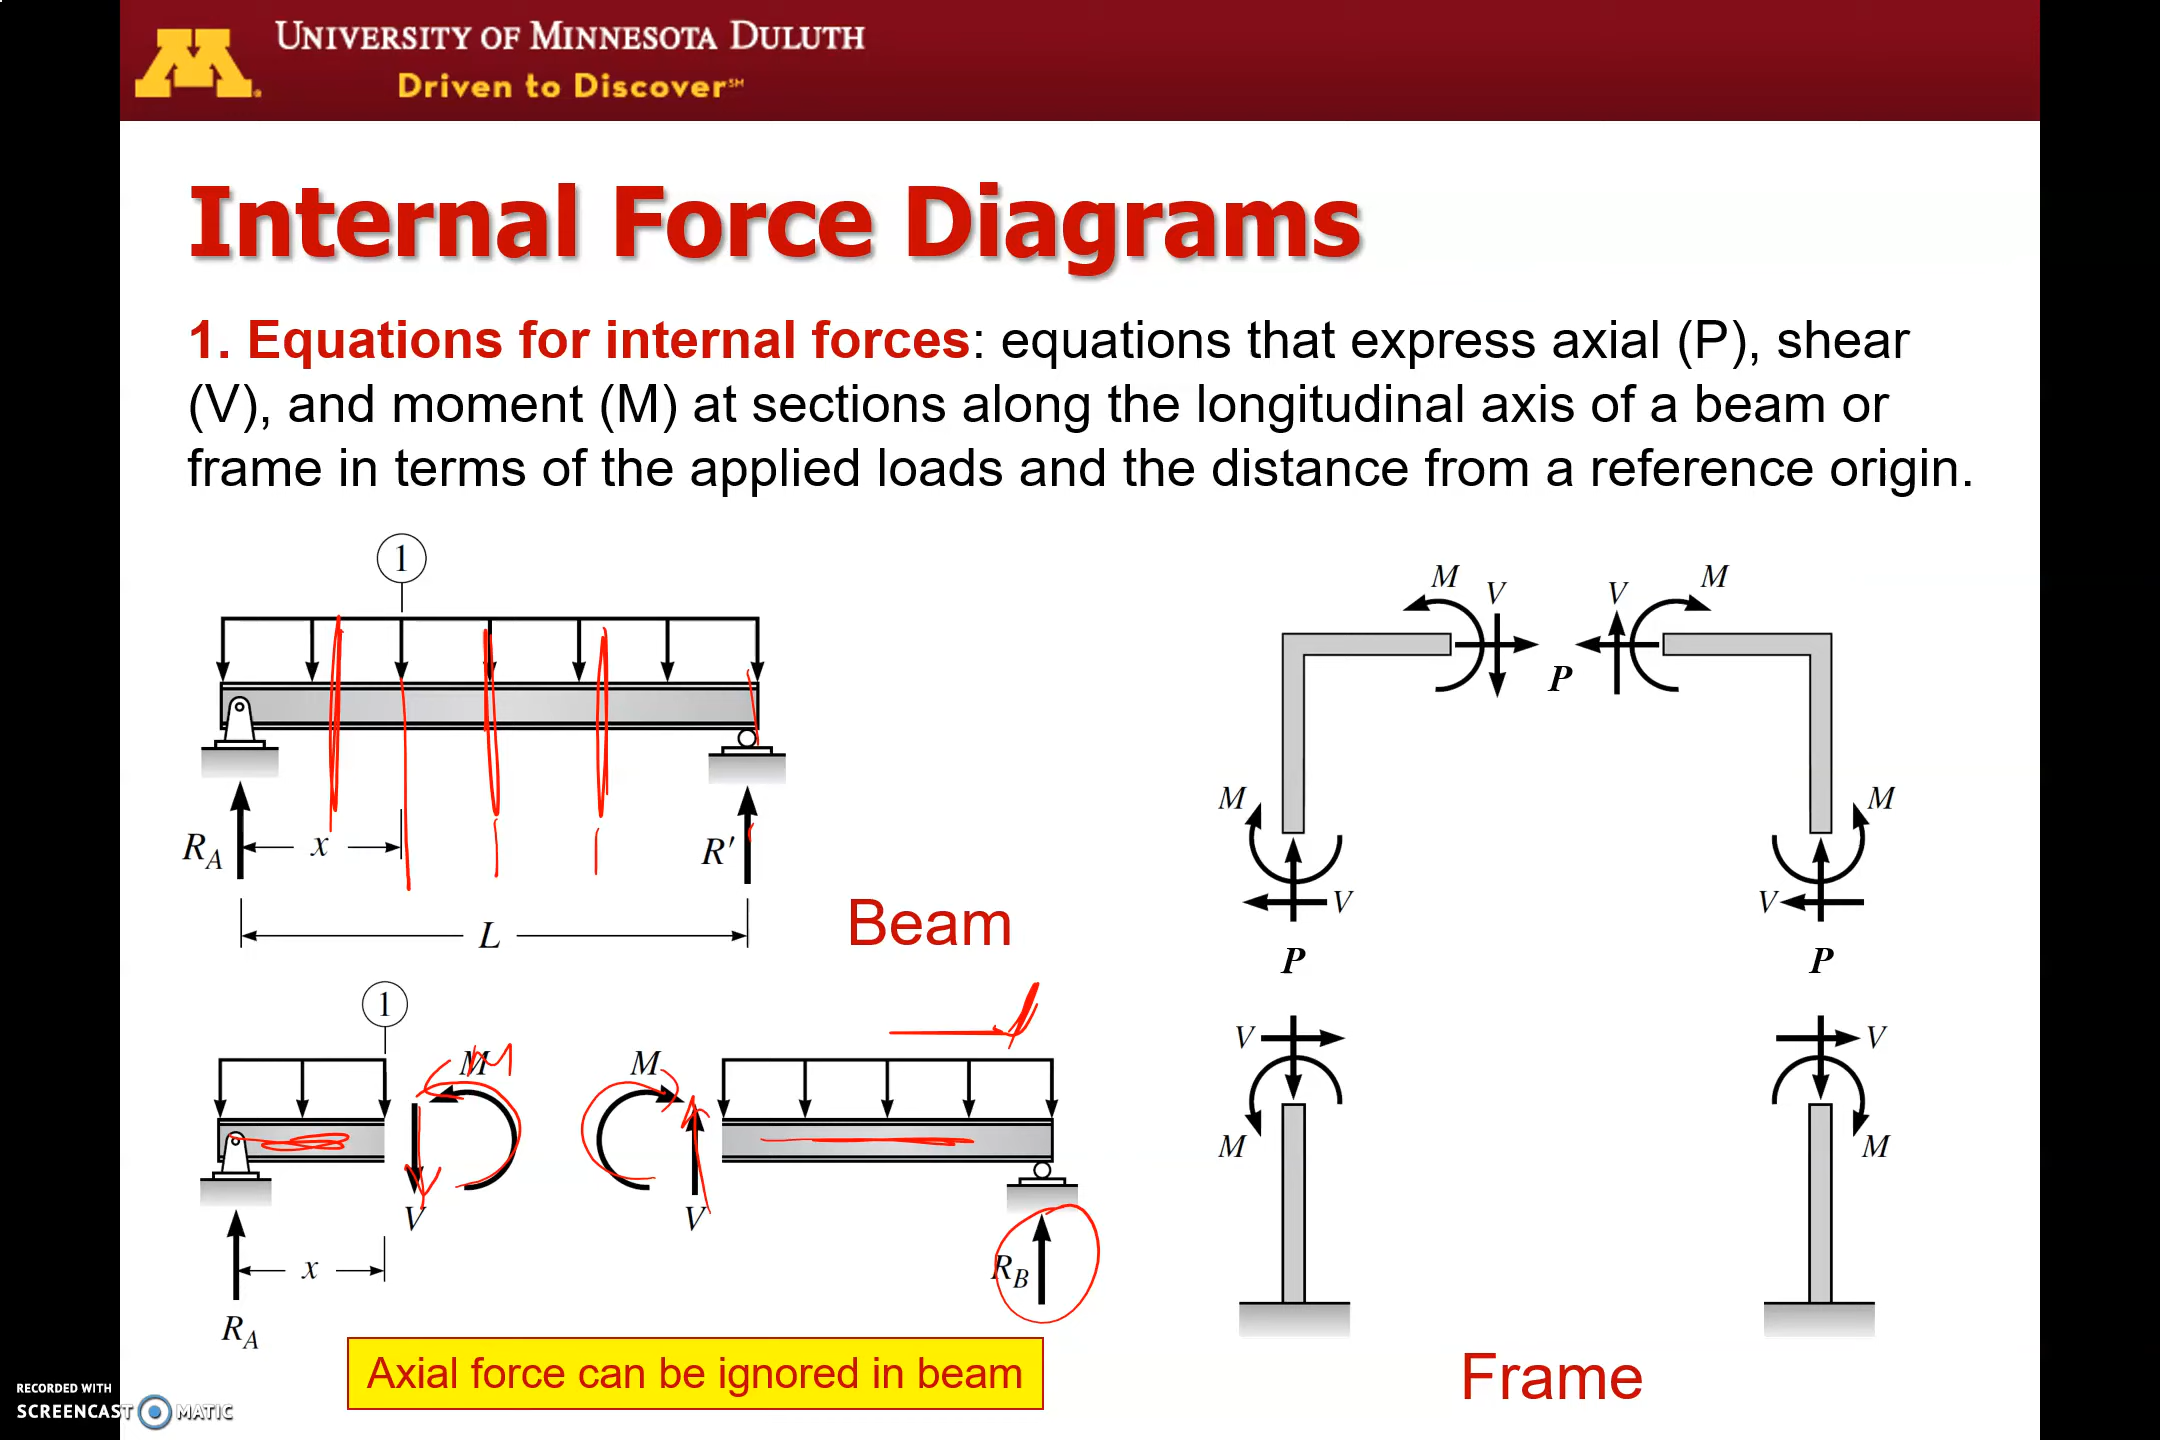 UNIVERSITY OF MINNESOTA DULUTH
Driven to Discover℠
Internal Force Diagrams
1. Equations for internal forces: equations that express axial (P), shear
(V), and moment (M) at sections along the longitudinal axis of a beam or
frame in terms of the applied loads and the distance from a reference origin.
1
R_A
x
R'
L
Beam
1
M
M
M
V
V
x
R_A
R_B
Axial force can be ignored in beam
M
V
V
M
P
M
V
P
M
V
P
V
M
V
M
Frame
RECORDED WITH
SCREENCAST MATIC